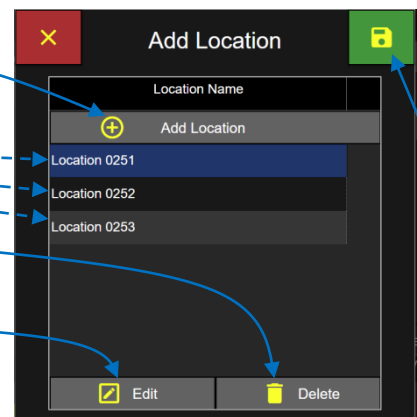 Add Location
Location Name
Add Location
Location 0251
Location 0252
Location 0253
Edit
Delete